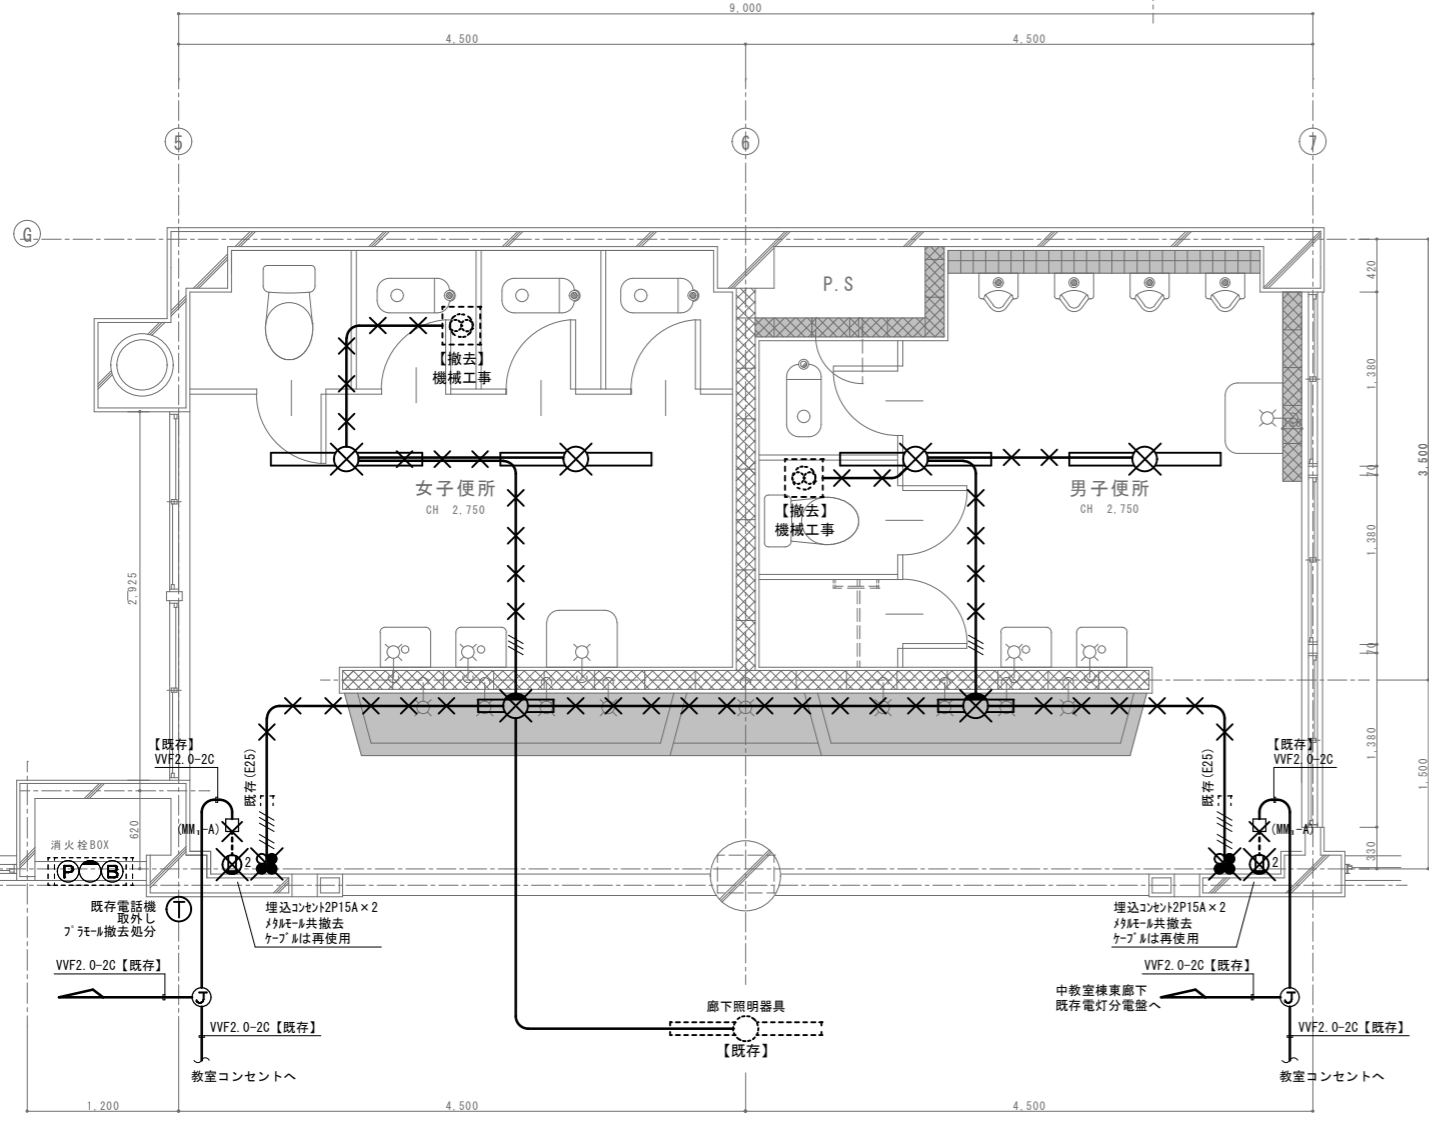 9,000
4,500
4,500
5
6
7
G
P.S
420
【撤去】
機械工事
1,380
3,500
女子便所
CH 2,750
男子便所
CH 2,750
【撤去】
機械工事
70
1,380
2,925
70
【既存】
VVF2.0-2C
既存(E25)
既存(E25)
【既存】
VVF2.0-2C
1,380
1,500
620
消火栓BOX
(MM₁-A)
(MM₁-A)
330
P
B
2
2
既存電話機
取外し
プラモール撤去処分
T
埋込コンセント2P15A×2
メタルモール共撤去
ケーブルは再使用
埋込コンセント2P15A×2
メタルモール共撤去
ケーブルは再使用
VVF2.0-2C【既存】
VVF2.0-2C【既存】
J
中教室棟東廊下
既存電灯分電盤へ
J
廊下照明器具
【既存】
VVF2.0-2C【既存】
VVF2.0-2C【既存】
教室コンセントへ
教室コンセントへ
1,200
4,500
4,500